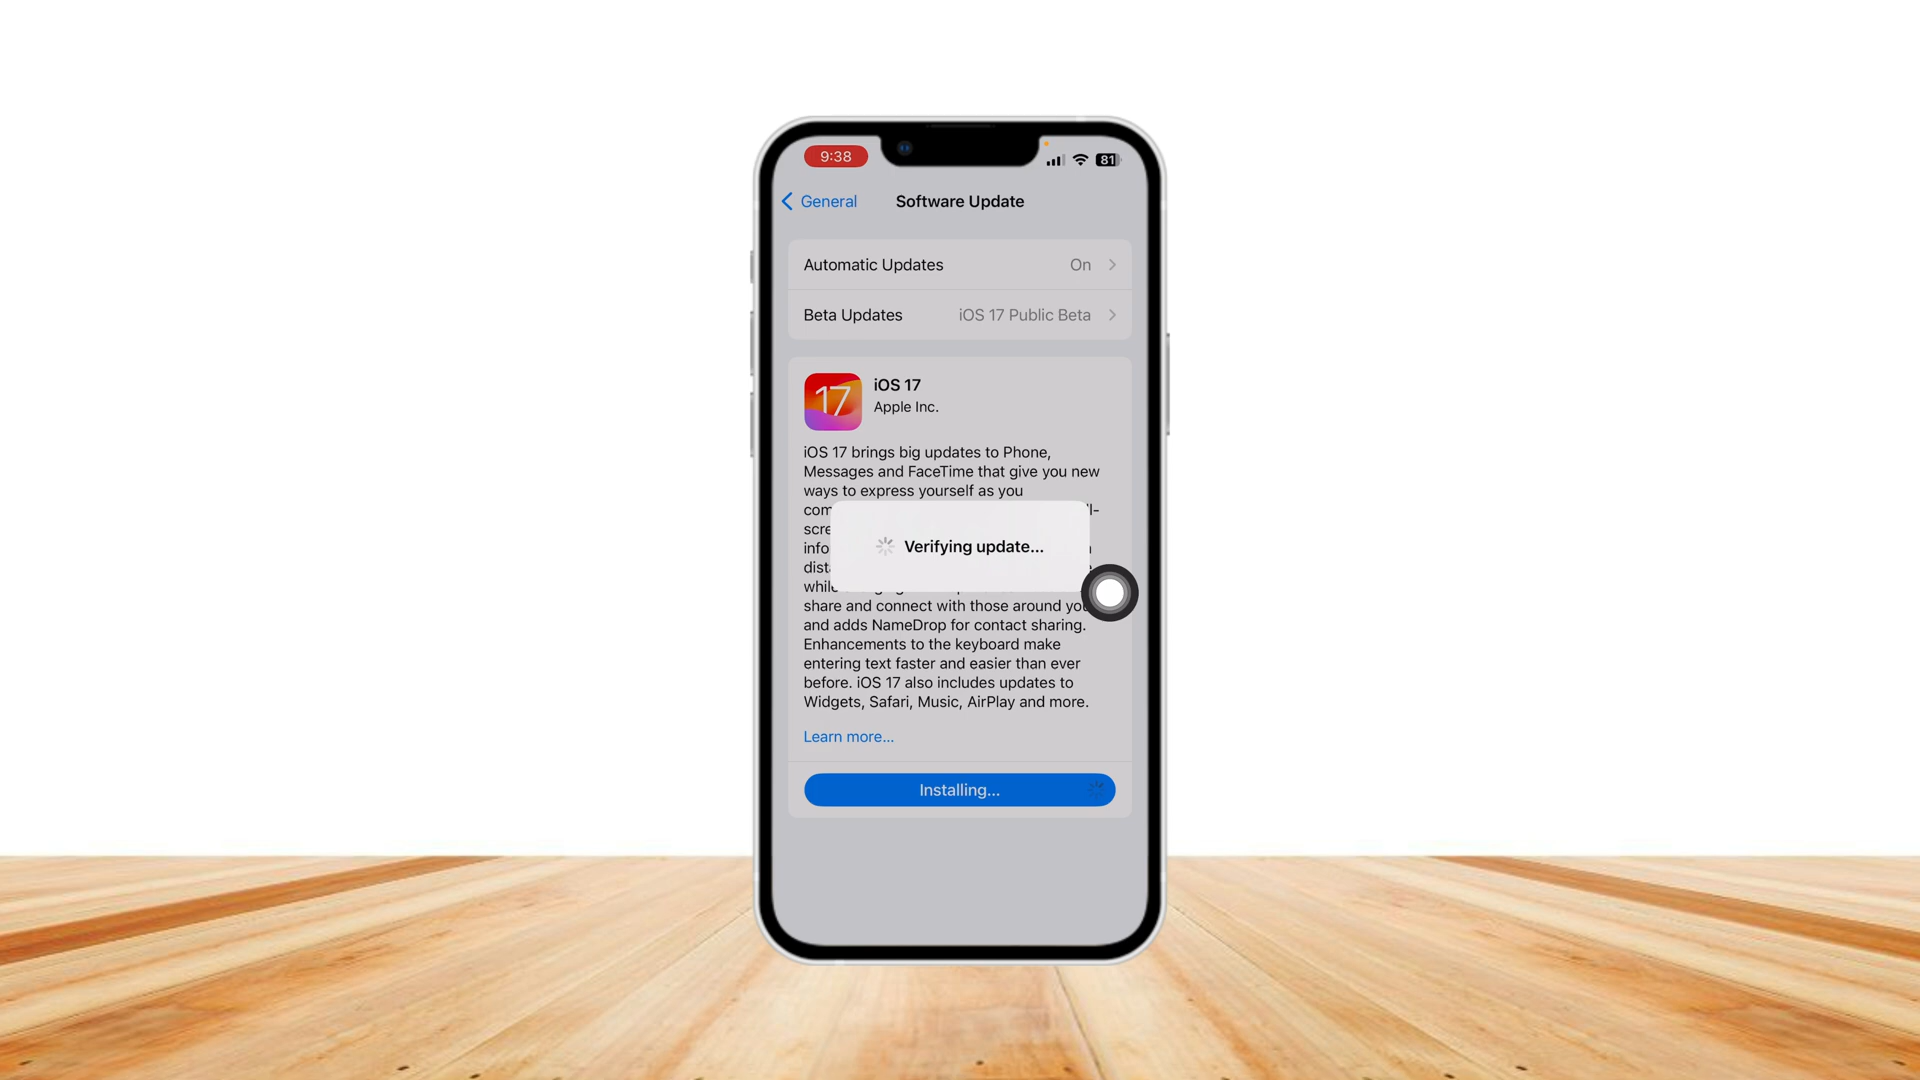 9:38
81
General
Software Update
Automatic Updates On
Beta Updates iOS 17 Public Beta
17
iOS 17
Apple Inc.
iOS 17 brings big updates to Phone,
Messages and FaceTime that give you new
ways to express yourself as you
Verifying update...
share and connect with those around you
and adds NameDrop for contact sharing.
Enhancements to the keyboard make
entering text faster and easier than ever
before. iOS 17 also includes updates to
Widgets, Safari, Music, AirPlay and more.
Learn more...
Installing...